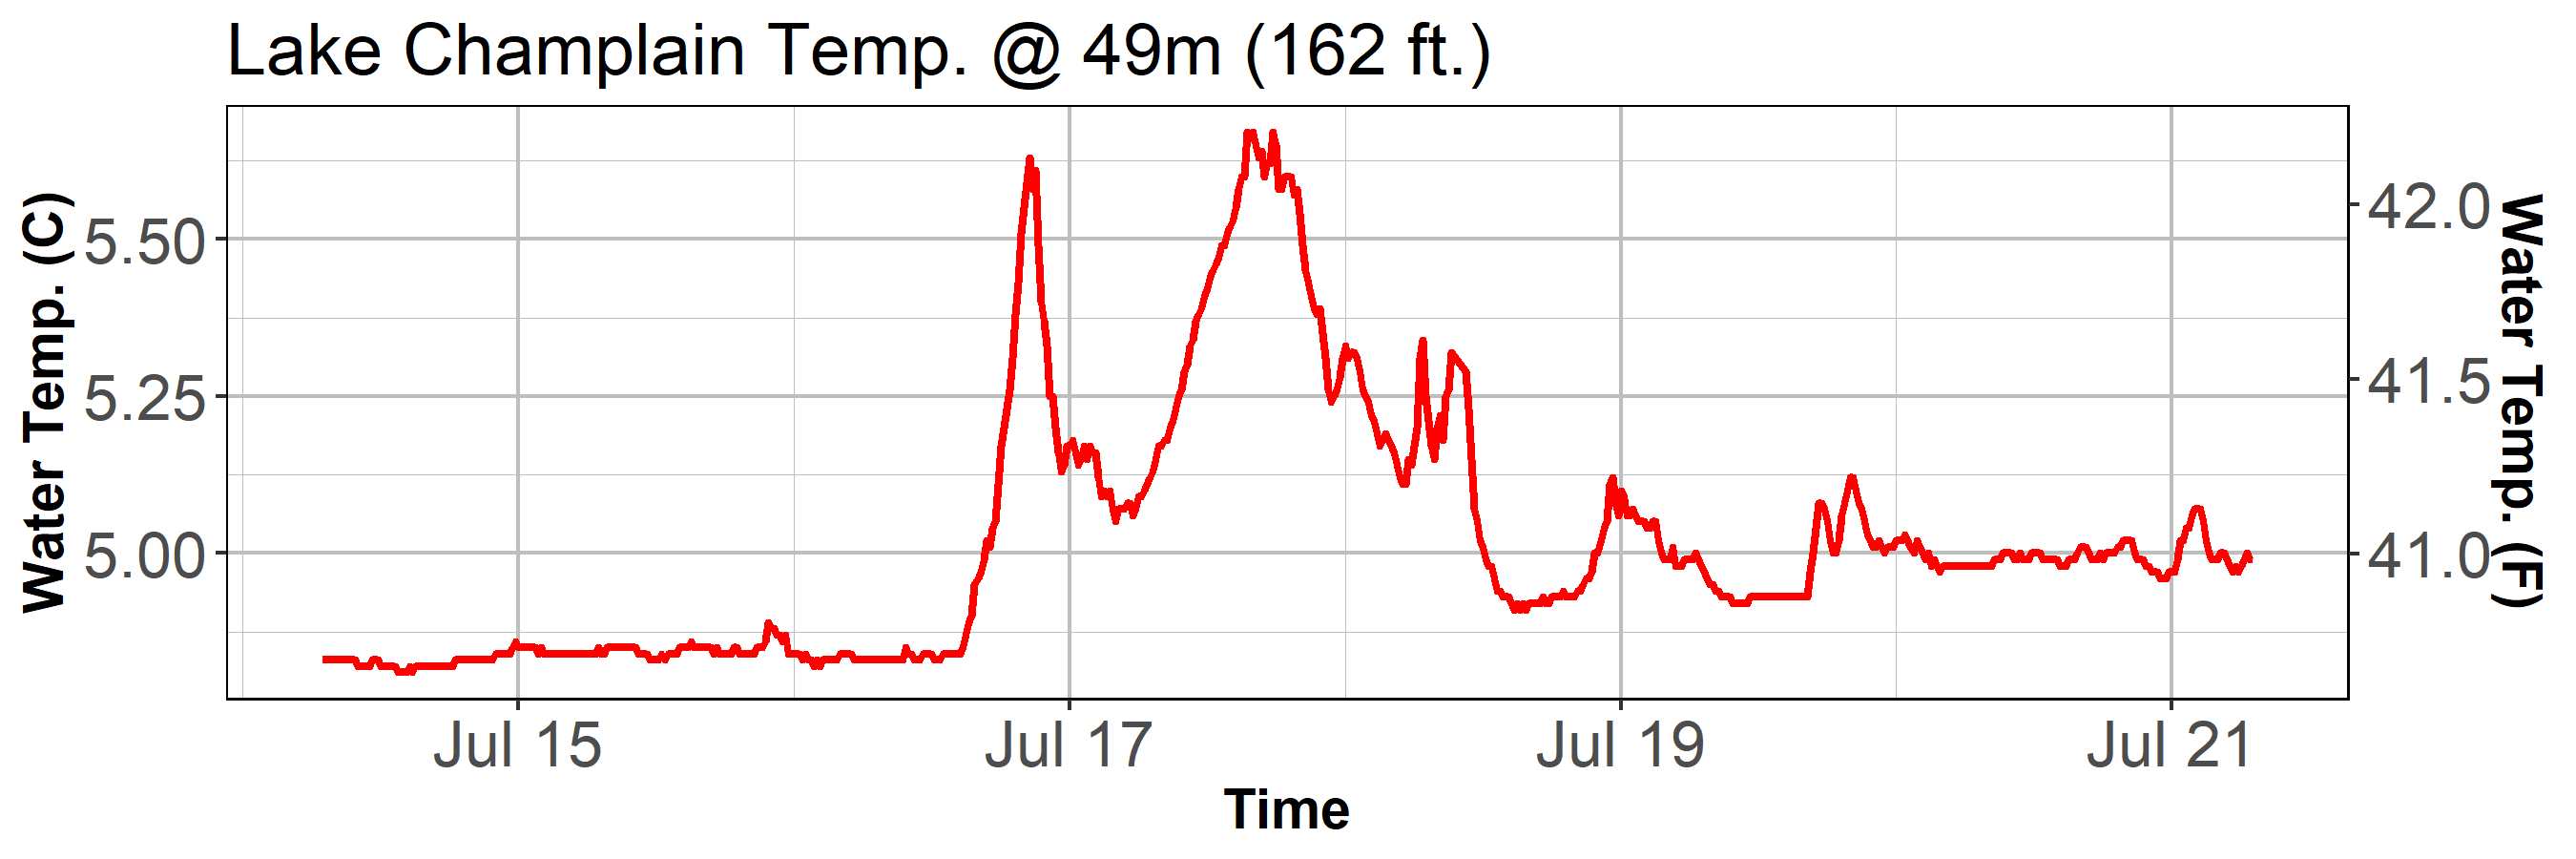 Lake Champlain Temp. @ 49m (162 ft.)
Water Temp. (C)
5.50
5.25
5.00
42.0
41.5
41.0
Water Temp. (F)
Jul 15 Jul 17 Jul 19 Jul 21
Time